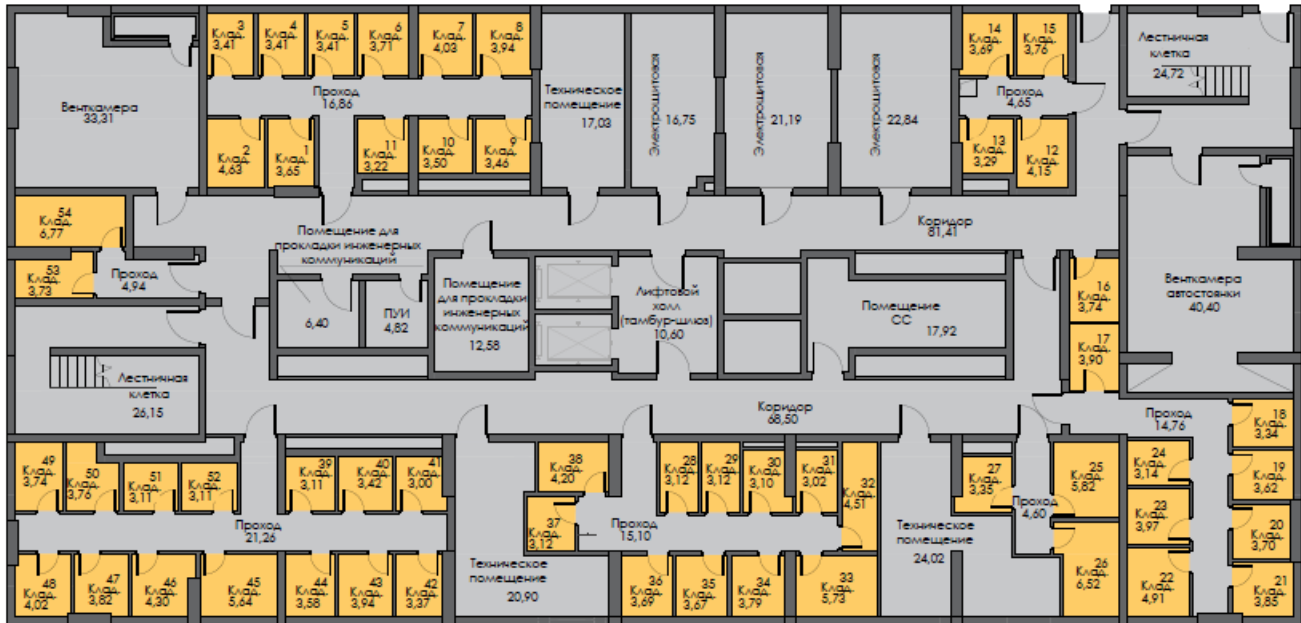 3
Клад.
3,41
4
Клад.
3,41
5
Клад.
3,41
6
Клад.
3,71
7
Клад.
4,03
8
Клад.
3,94
14
Клад.
3,69
15
Клад.
3,76
Лестничная
клетка
24,72
Венткамера
33,31
Проход
16,86
Техническое
помещение
17,03
Электрощитовая
16,75
Электрощитовая
21,19
Электрощитовая
22,84
Проход
4,65
2
Клад.
4,63
1
Клад.
3,65
11
Клад.
3,22
10
Клад.
3,50
9
Клад.
3,46
13
Клад.
3,29
12
Клад.
4,15
54
Клад.
6,77
Помещение для
прокладки инженерных
коммуникаций
Коридор
81,41
53
Клад.
3,73
Проход
4,94
6,40
ПУИ
4,82
Помещение
для прокладки
инженерных
коммуникаций
12,58
Лифтовой
холл
(тамбур-шлюз)
10,60
Помещение
СС
17,92
16
Клад.
3,74
Венткамера
автостоянки
40,40
17
Клад.
3,90
Лестничная
клетка
26,15
Коридор
68,50
Проход
14,76
18
Клад.
3,34
49
Клад.
3,74
50
Клад.
3,76
51
Клад.
3,11
52
Клад.
3,11
39
Клад.
3,11
40
Клад.
3,42
41
Клад.
3,00
38
Клад.
4,20
28
Клад.
3,12
29
Клад.
3,12
30
Клад.
3,10
31
Клад.
3,02
32
Клад.
4,51
27
Клад.
3,35
25
Клад.
5,82
24
Клад.
3,14
19
Клад.
3,62
Проход
21,26
37
Клад.
3,12
Проход
15,10
Техническое
помещение
24,02
Проход
4,60
23
Клад.
3,97
20
Клад.
3,70
48
Клад.
4,02
47
Клад.
3,82
46
Клад.
4,30
45
Клад.
5,64
44
Клад.
3,58
43
Клад.
3,94
42
Клад.
3,37
Техническое
помещение
20,90
36
Клад.
3,69
35
Клад.
3,67
34
Клад.
3,79
33
Клад.
5,73
26
Клад.
6,52
22
Клад.
4,91
21
Клад.
3,85